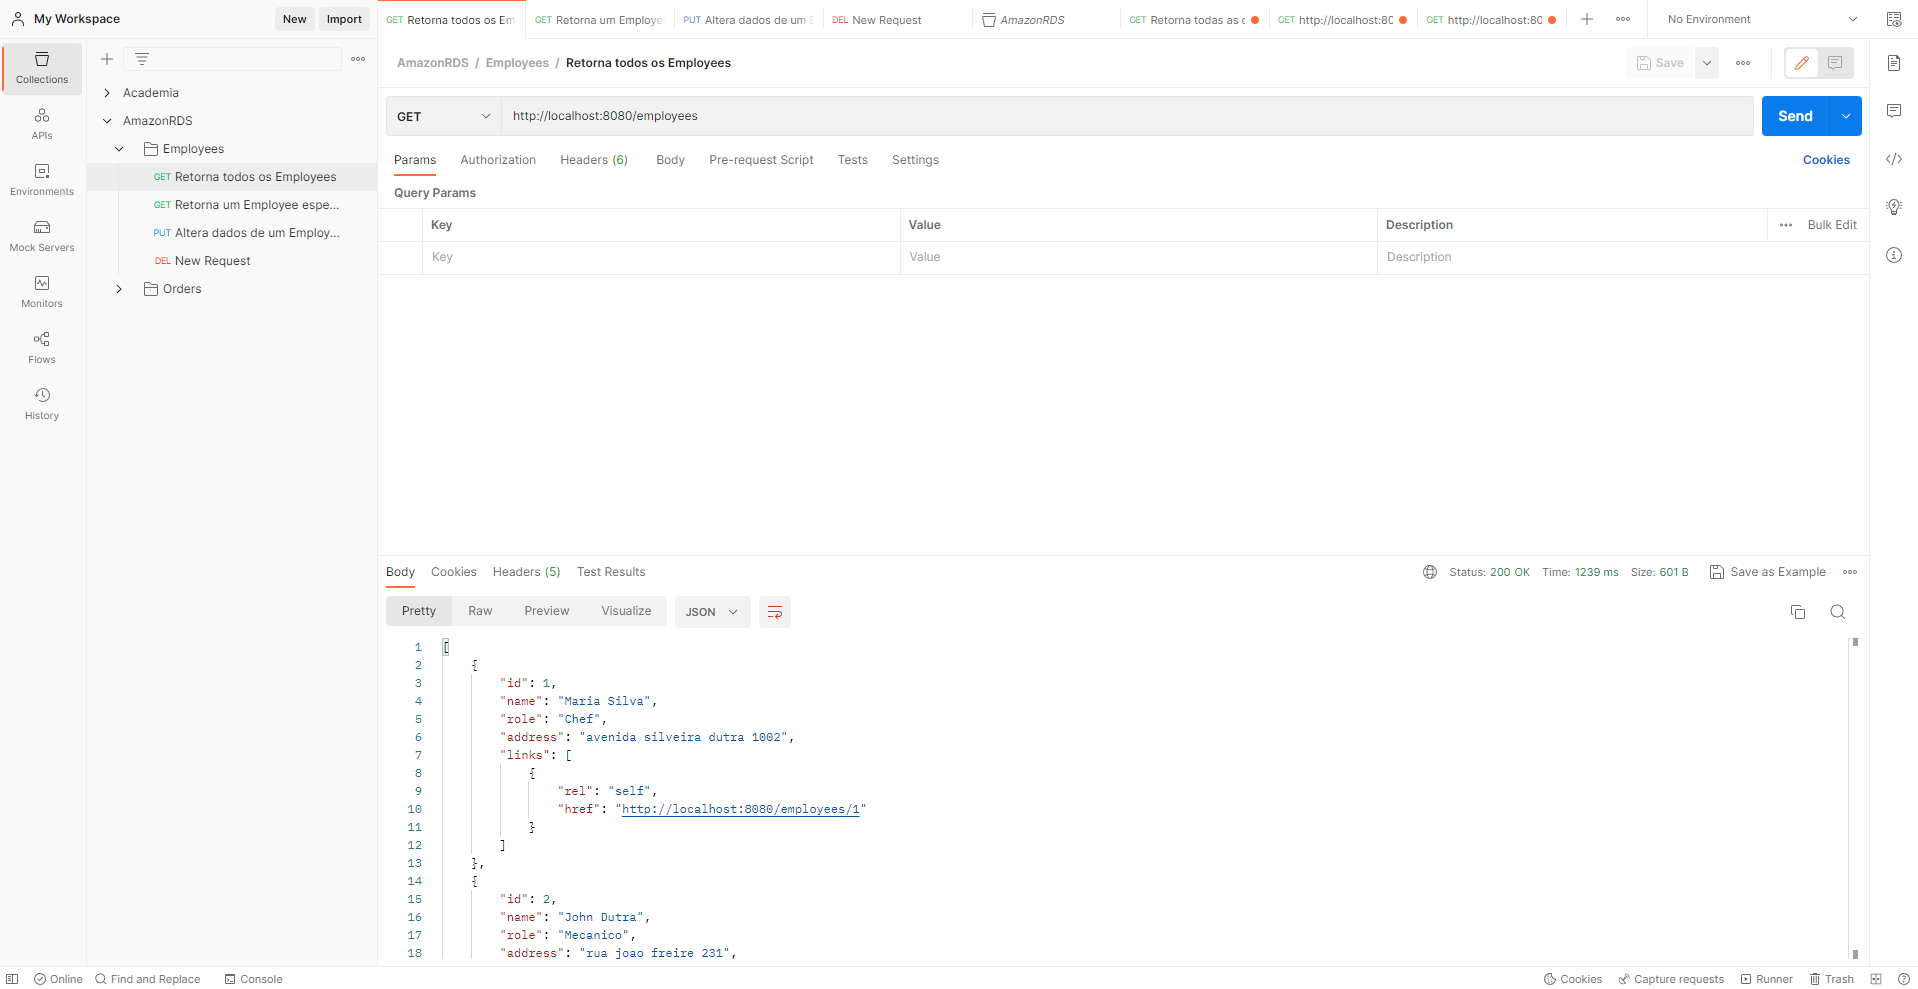 My Workspace
New
Import
GET Retorna todos os Em
GET Retorna um Employe
PUT Altera dados de um E
DEL New Request
AmazonRDS
GET Retorna todas as c
GET http://localhost:80
GET http://localhost:80
No Environment
Collections
APIs
Environments
Mock Servers
Monitors
Flows
History
Academia
AmazonRDS
Employees
GET Retorna todos os Employees
GET Retorna um Employee espe...
PUT Altera dados de um Employ...
DEL New Request
Orders
AmazonRDS / Employees / Retorna todos os Employees
Save
GET
http://localhost:8080/employees
Send
Params Authorization Headers (6) Body Pre-request Script Tests Settings
Cookies
Query Params
Key Value Description
Bulk Edit
Key Value Description
Body Cookies Headers (5) Test Results
Status: 200 OK Time: 1239 ms Size: 601 B
Save as Example
Pretty Raw Preview Visualize
JSON
1 [
2 {
3 "id": 1,
4 "name": "Maria Silva",
5 "role": "Chef",
6 "address": "avenida silveira dutra 1002",
7 "links": [
8 {
9 "rel": "self",
10 "href": "http://localhost:8080/employees/1"
11 }
12 ]
13 },
14 {
15 "id": 2,
16 "name": "John Dutra",
17 "role": "Mecanico",
18 "address": "rua joao freire 231",
Online
Find and Replace
Console
Cookies
Capture requests
Runner
Trash